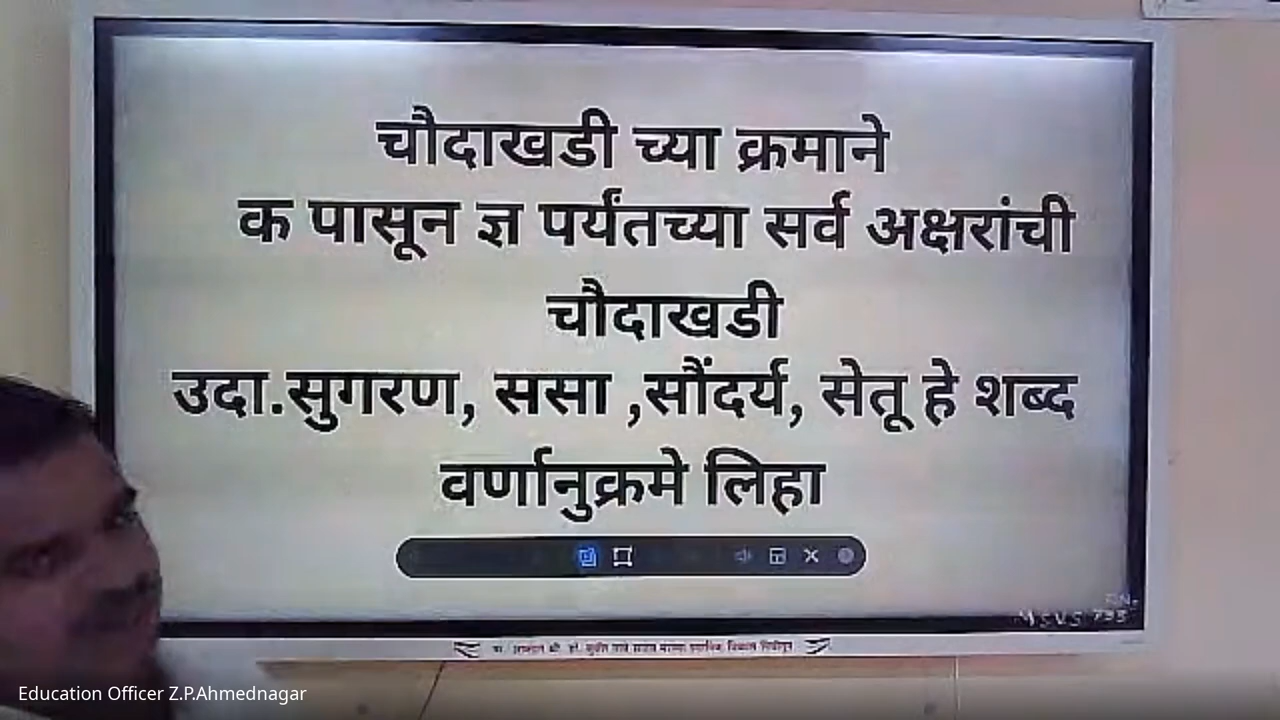 चौदाखडी च्या क्रमाने
क पासून ज्ञ पर्यंतच्या सर्व अक्षरांची
चौदाखडी
उदा.सुगरण, ससा ,सौंदर्य, सेतू हे शब्द
वर्णानुक्रमे लिहा
Education Officer Z.P.Ahmednagar